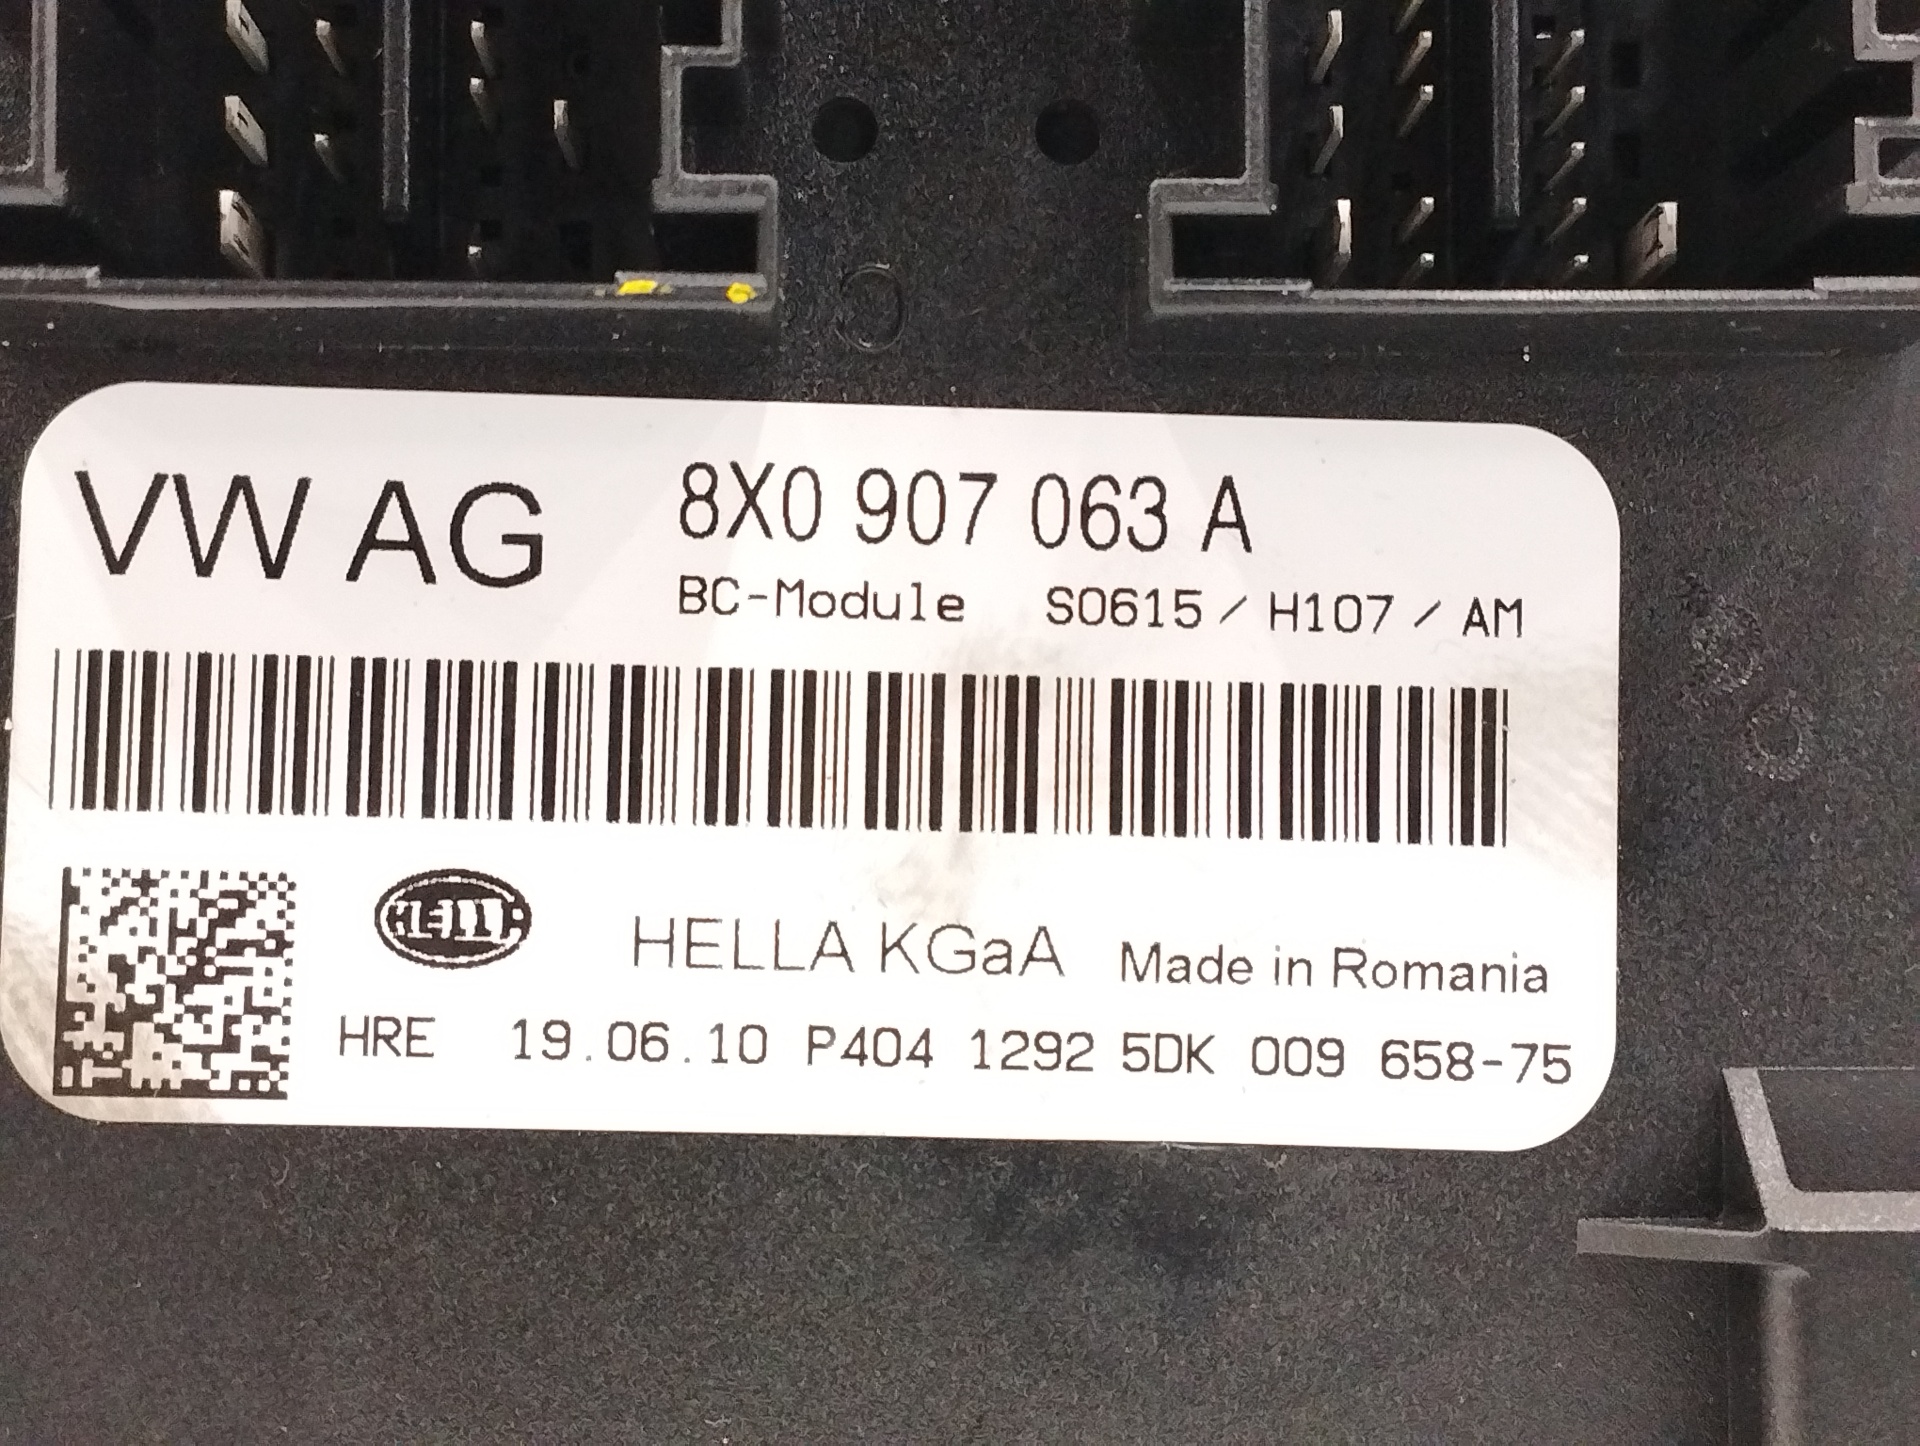 VW AG 8X0 907 063 A
BC-Module S0615 / H107 / AM
HELLA
HELLA KGaA Made in Romania
HRE 19.06.10 P404 1292 5DK 009 658-75